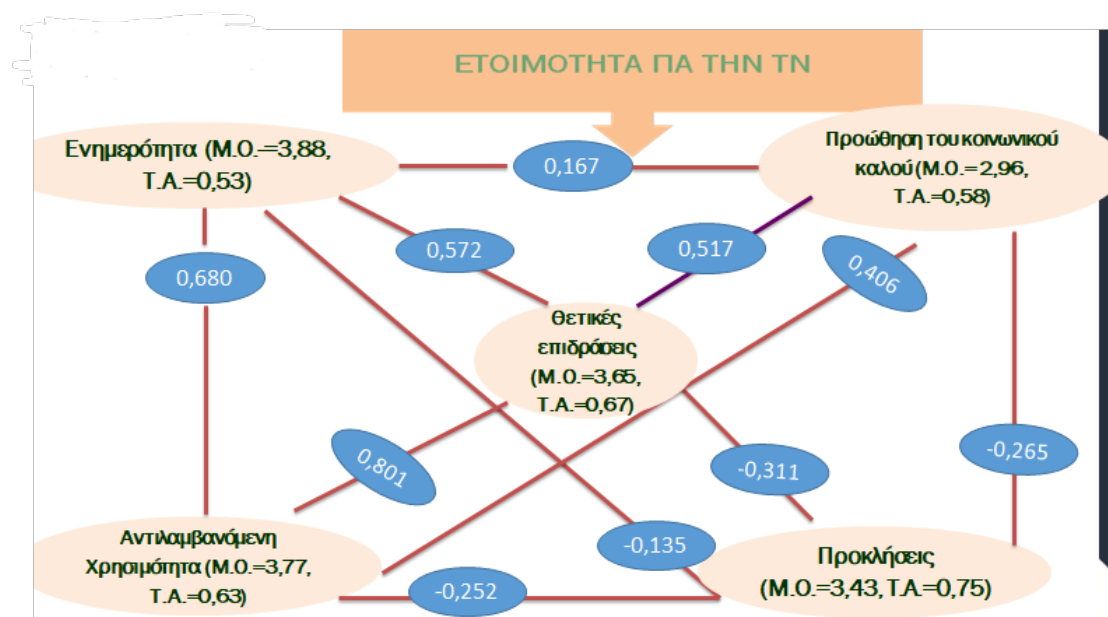 ΕΤΟΙΜΟΤΗΤΑ ΠΑ ΤΗΝ ΤΝ
Ενημερότητα (Μ.Ο.-=3,88,
Τ.Α.=0,53)
0,167
Προώθηση του κοινωνικού
καλού (Μ.Ο.= 2,96,
Τ.Α.=0,58)
0,680
0,572
0,517
0,406
Θετικές
επιδράσεις
(Μ.Ο.=3,65,
Τ.Α.=0,67)
0,801
-0,311
-0,265
Αντιλαμβανόμενη
Χρησιμότητα (Μ.Ο.=3,77,
Τ.Α.=0,63)
-0,252
-0,135
Προκλήσεις
(Μ.Ο.=3,43, Τ.Α.=0,75)